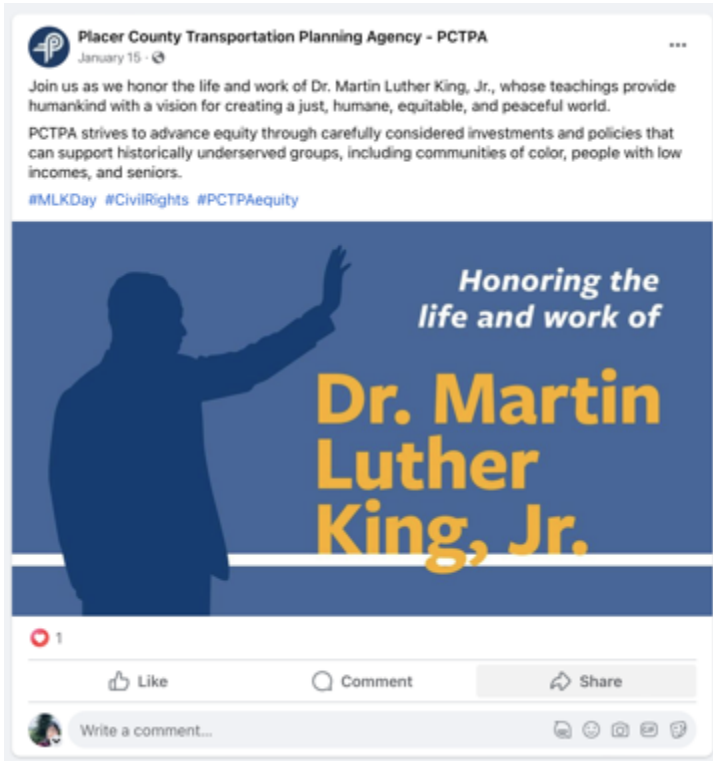 Placer County Transportation Planning Agency - PCTPA
January 15 ·
Join us as we honor the life and work of Dr. Martin Luther King, Jr., whose teachings provide
humankind with a vision for creating a just, humane, equitable, and peaceful world.
PCTPA strives to advance equity through carefully considered investments and policies that
can support historically underserved groups, including communities of color, people with low
incomes, and seniors.
#MLKDay #CivilRights #PCTPAequity
Honoring the
life and work of
Dr. Martin
Luther
King, Jr.
1
Like Comment Share
Write a comment...
GIF